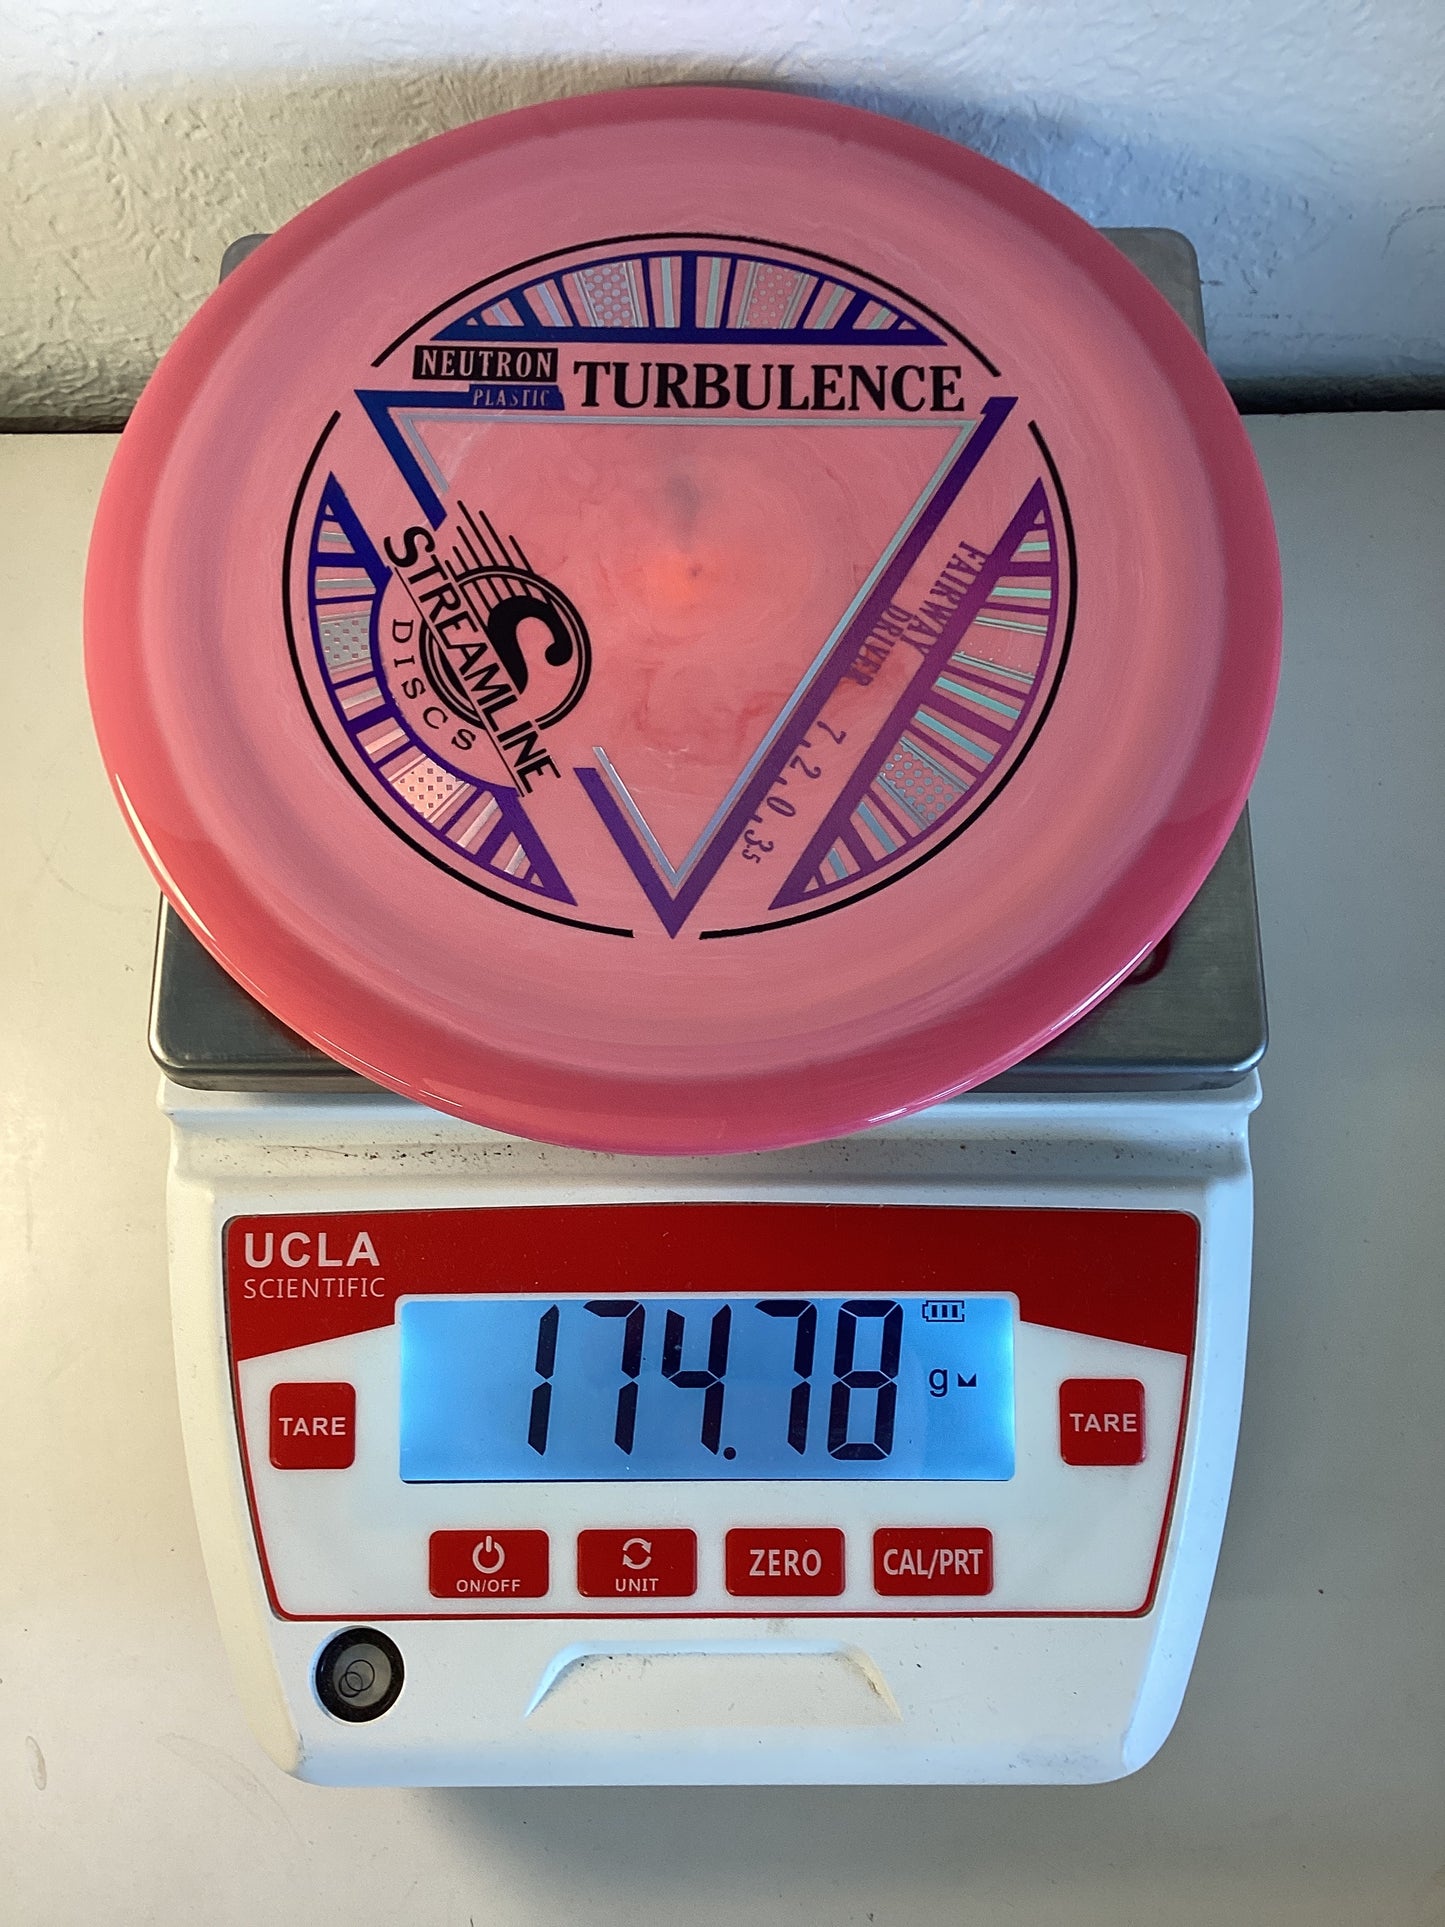 NEUTRON
PLASTIC
TURBULENCE
STREAMLINE
DISCS
S
FAIRWAY
DRIVER
7, 2, 0, 3.5
UCLA
SCIENTIFIC
174.78
g
TARE
TARE
ON/OFF
UNIT
ZERO
CAL/PRT